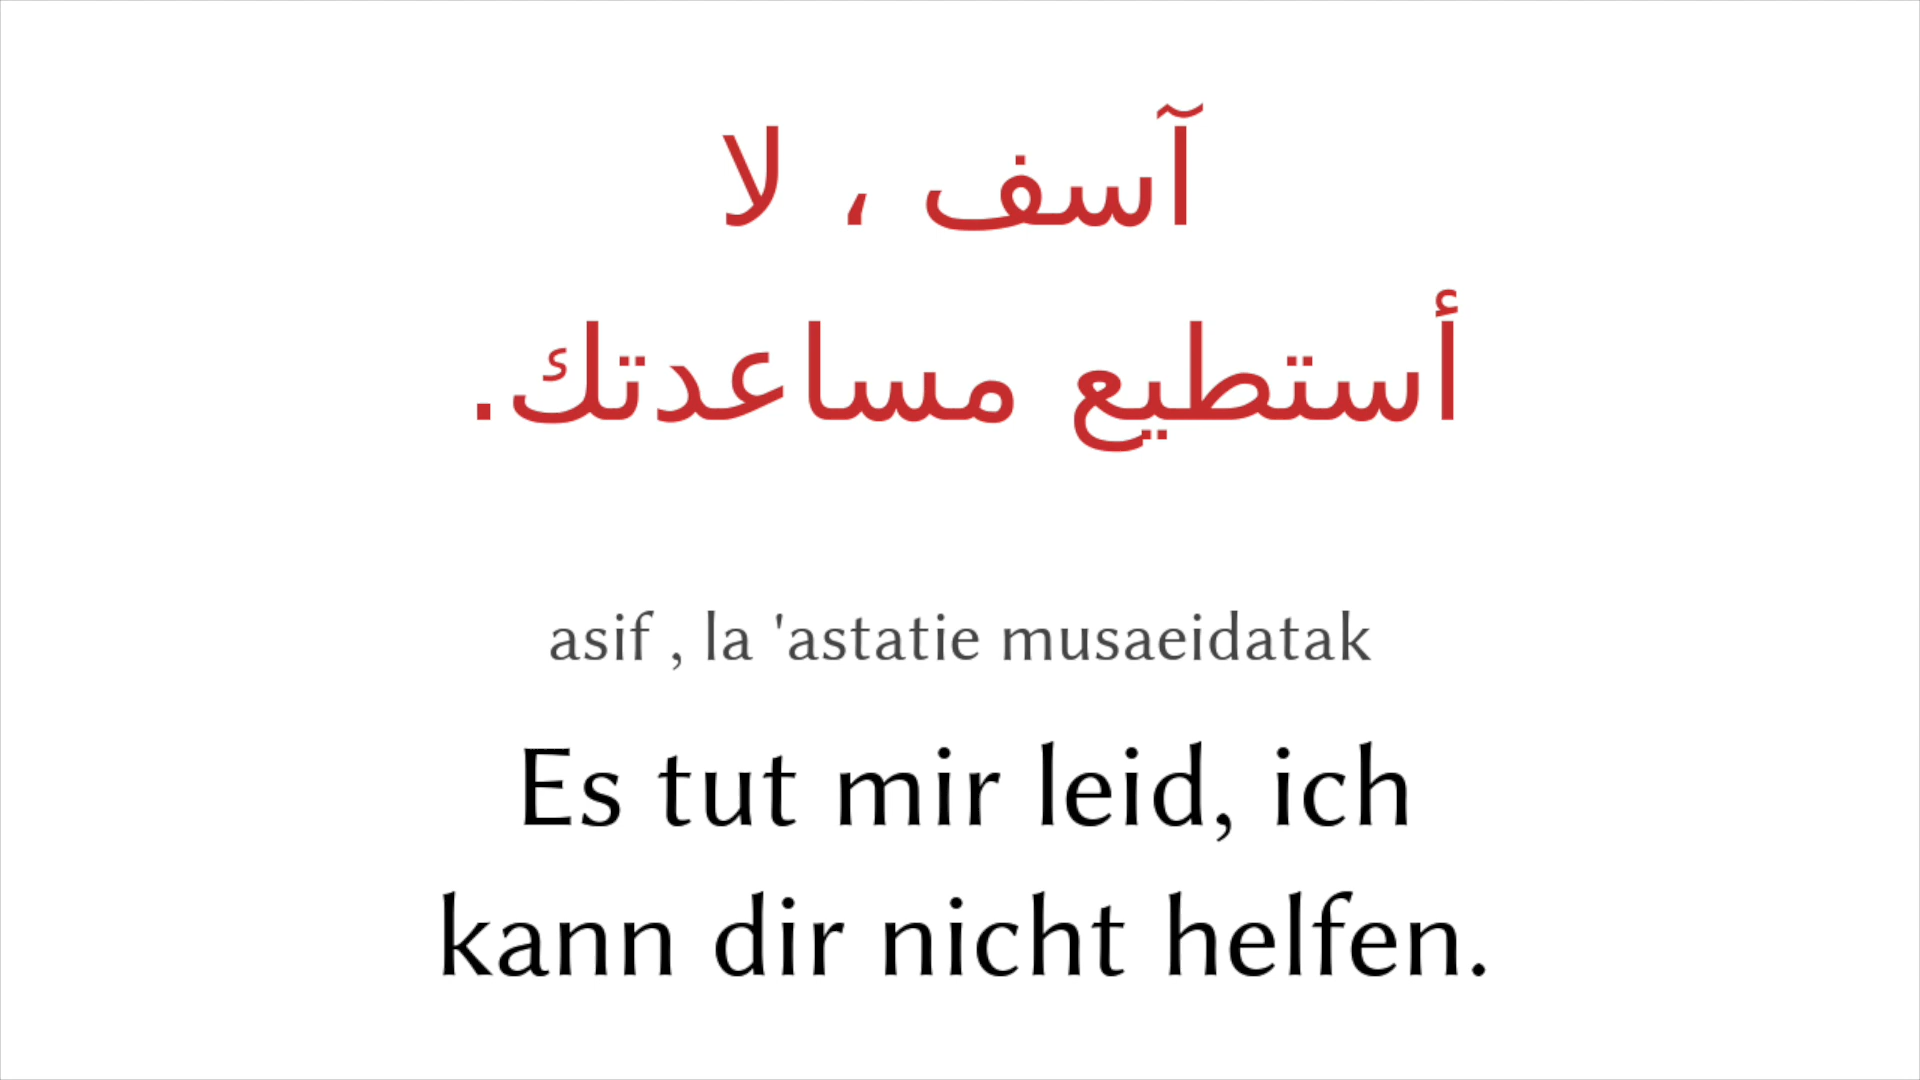 آسف ، لا
أستطيع مساعدتك.
asif , la 'astatie musaeidatak
Es tut mir leid, ich
kann dir nicht helfen.